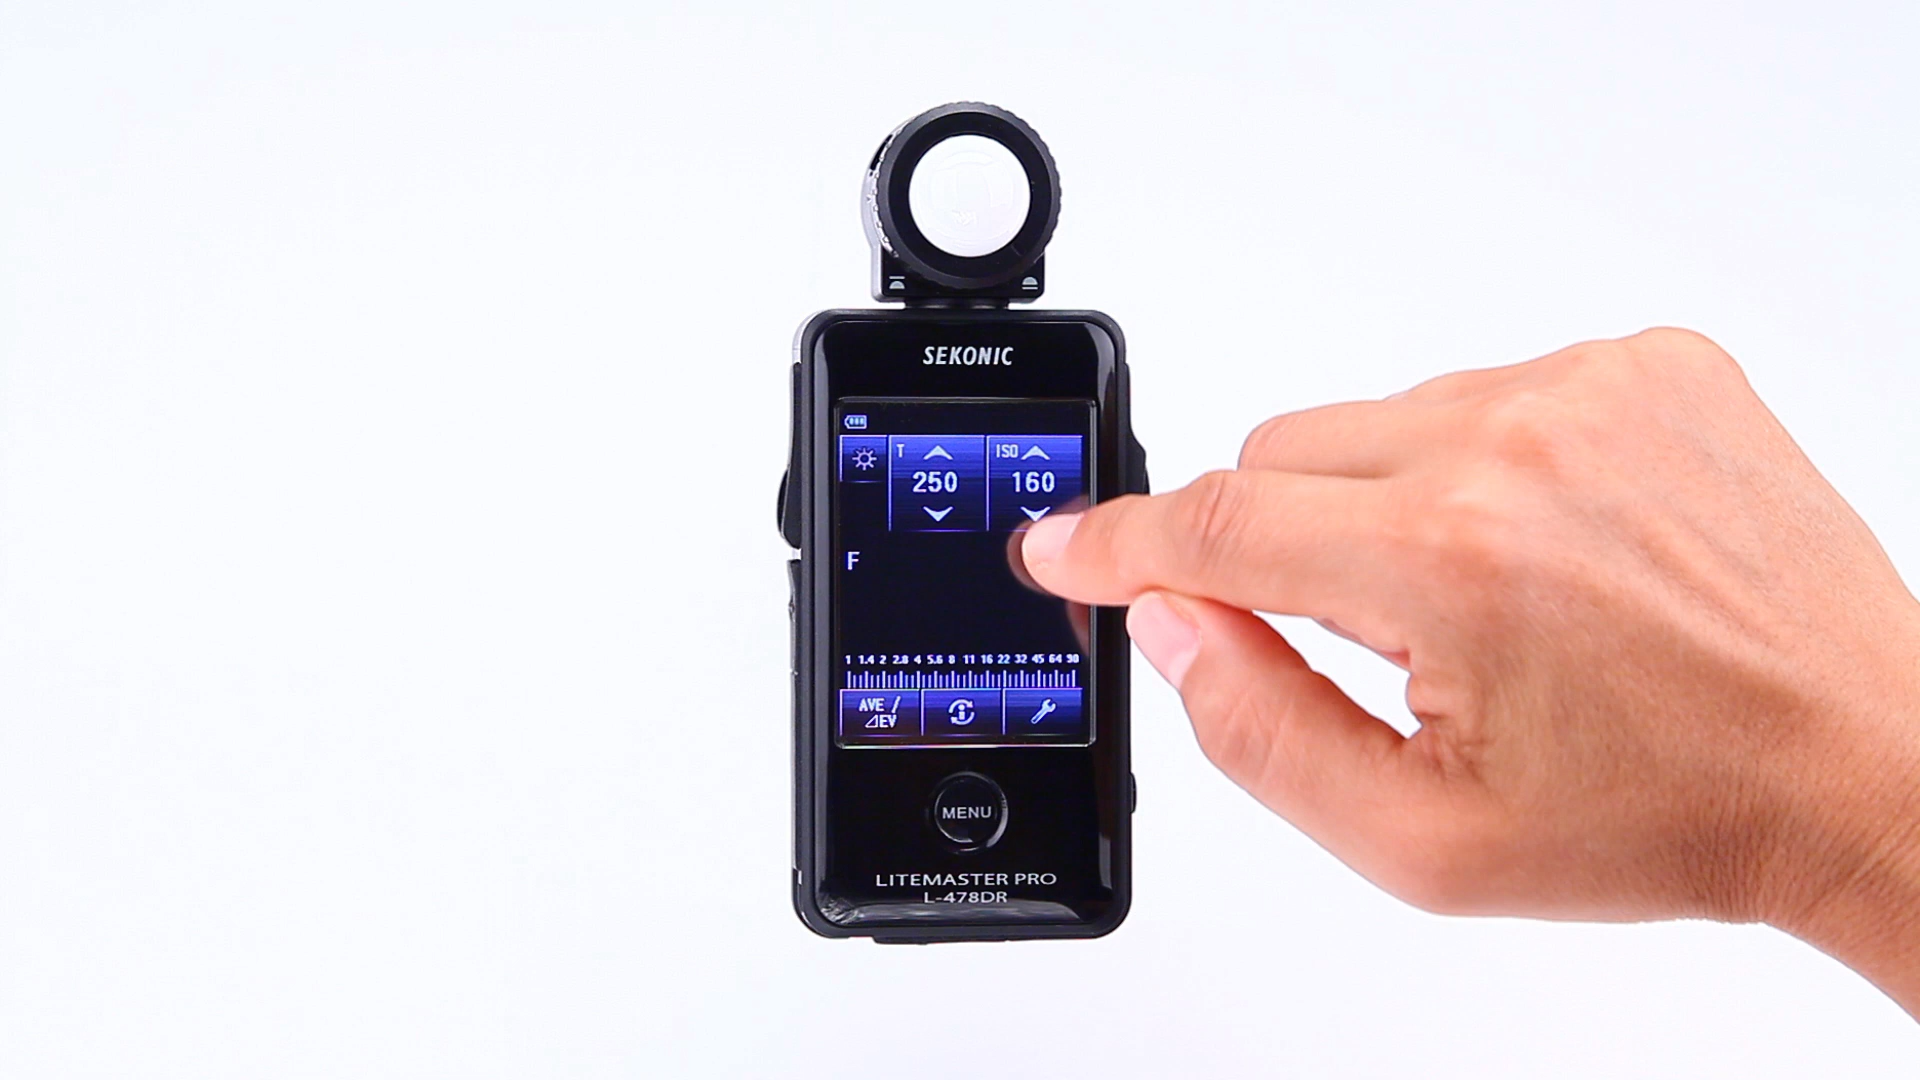 SEKONIC
T ISO
250 160
F
1 1.4 2 2.8 4 5.6 8 11 16 22 32 45 64 90
AVE /
⊿EV
MENU
LITEMASTER PRO
L-478DR